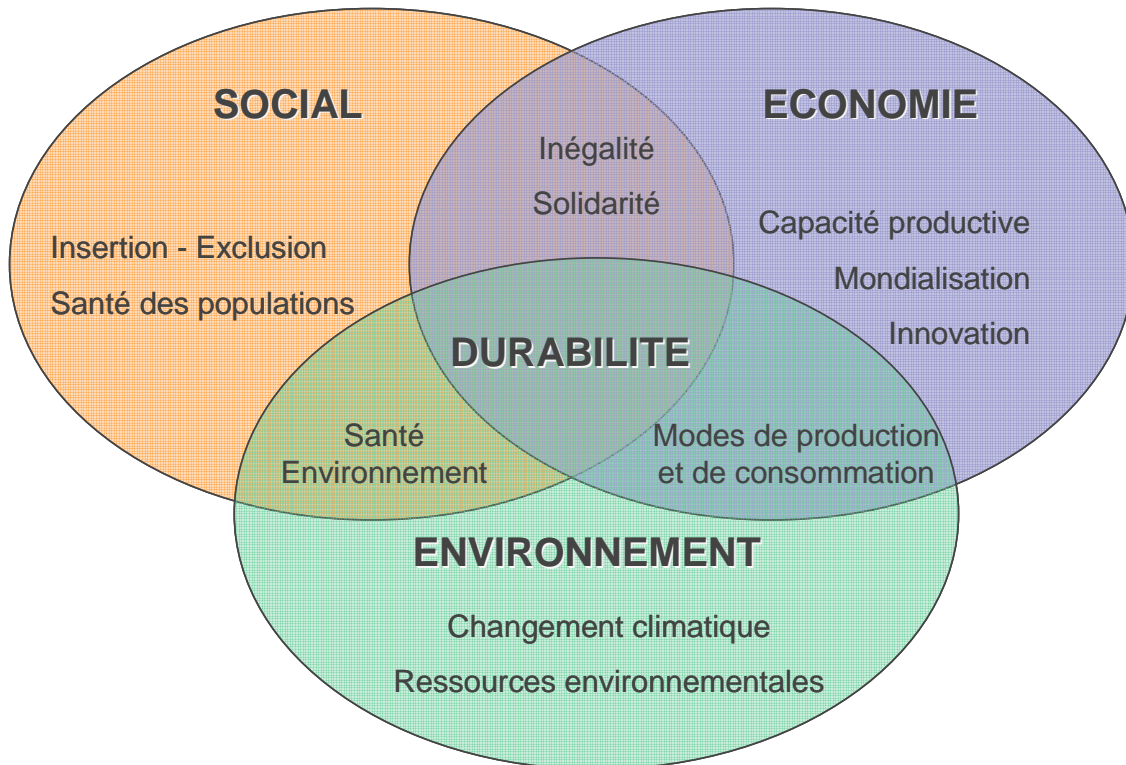 SOCIAL
ECONOMIE
Inégalité
Solidarité
Capacité productive
Mondialisation
Innovation
Insertion - Exclusion
Santé des populations
DURABILITE
Santé
Environnement
Modes de production
et de consommation
ENVIRONNEMENT
Changement climatique
Ressources environnementales